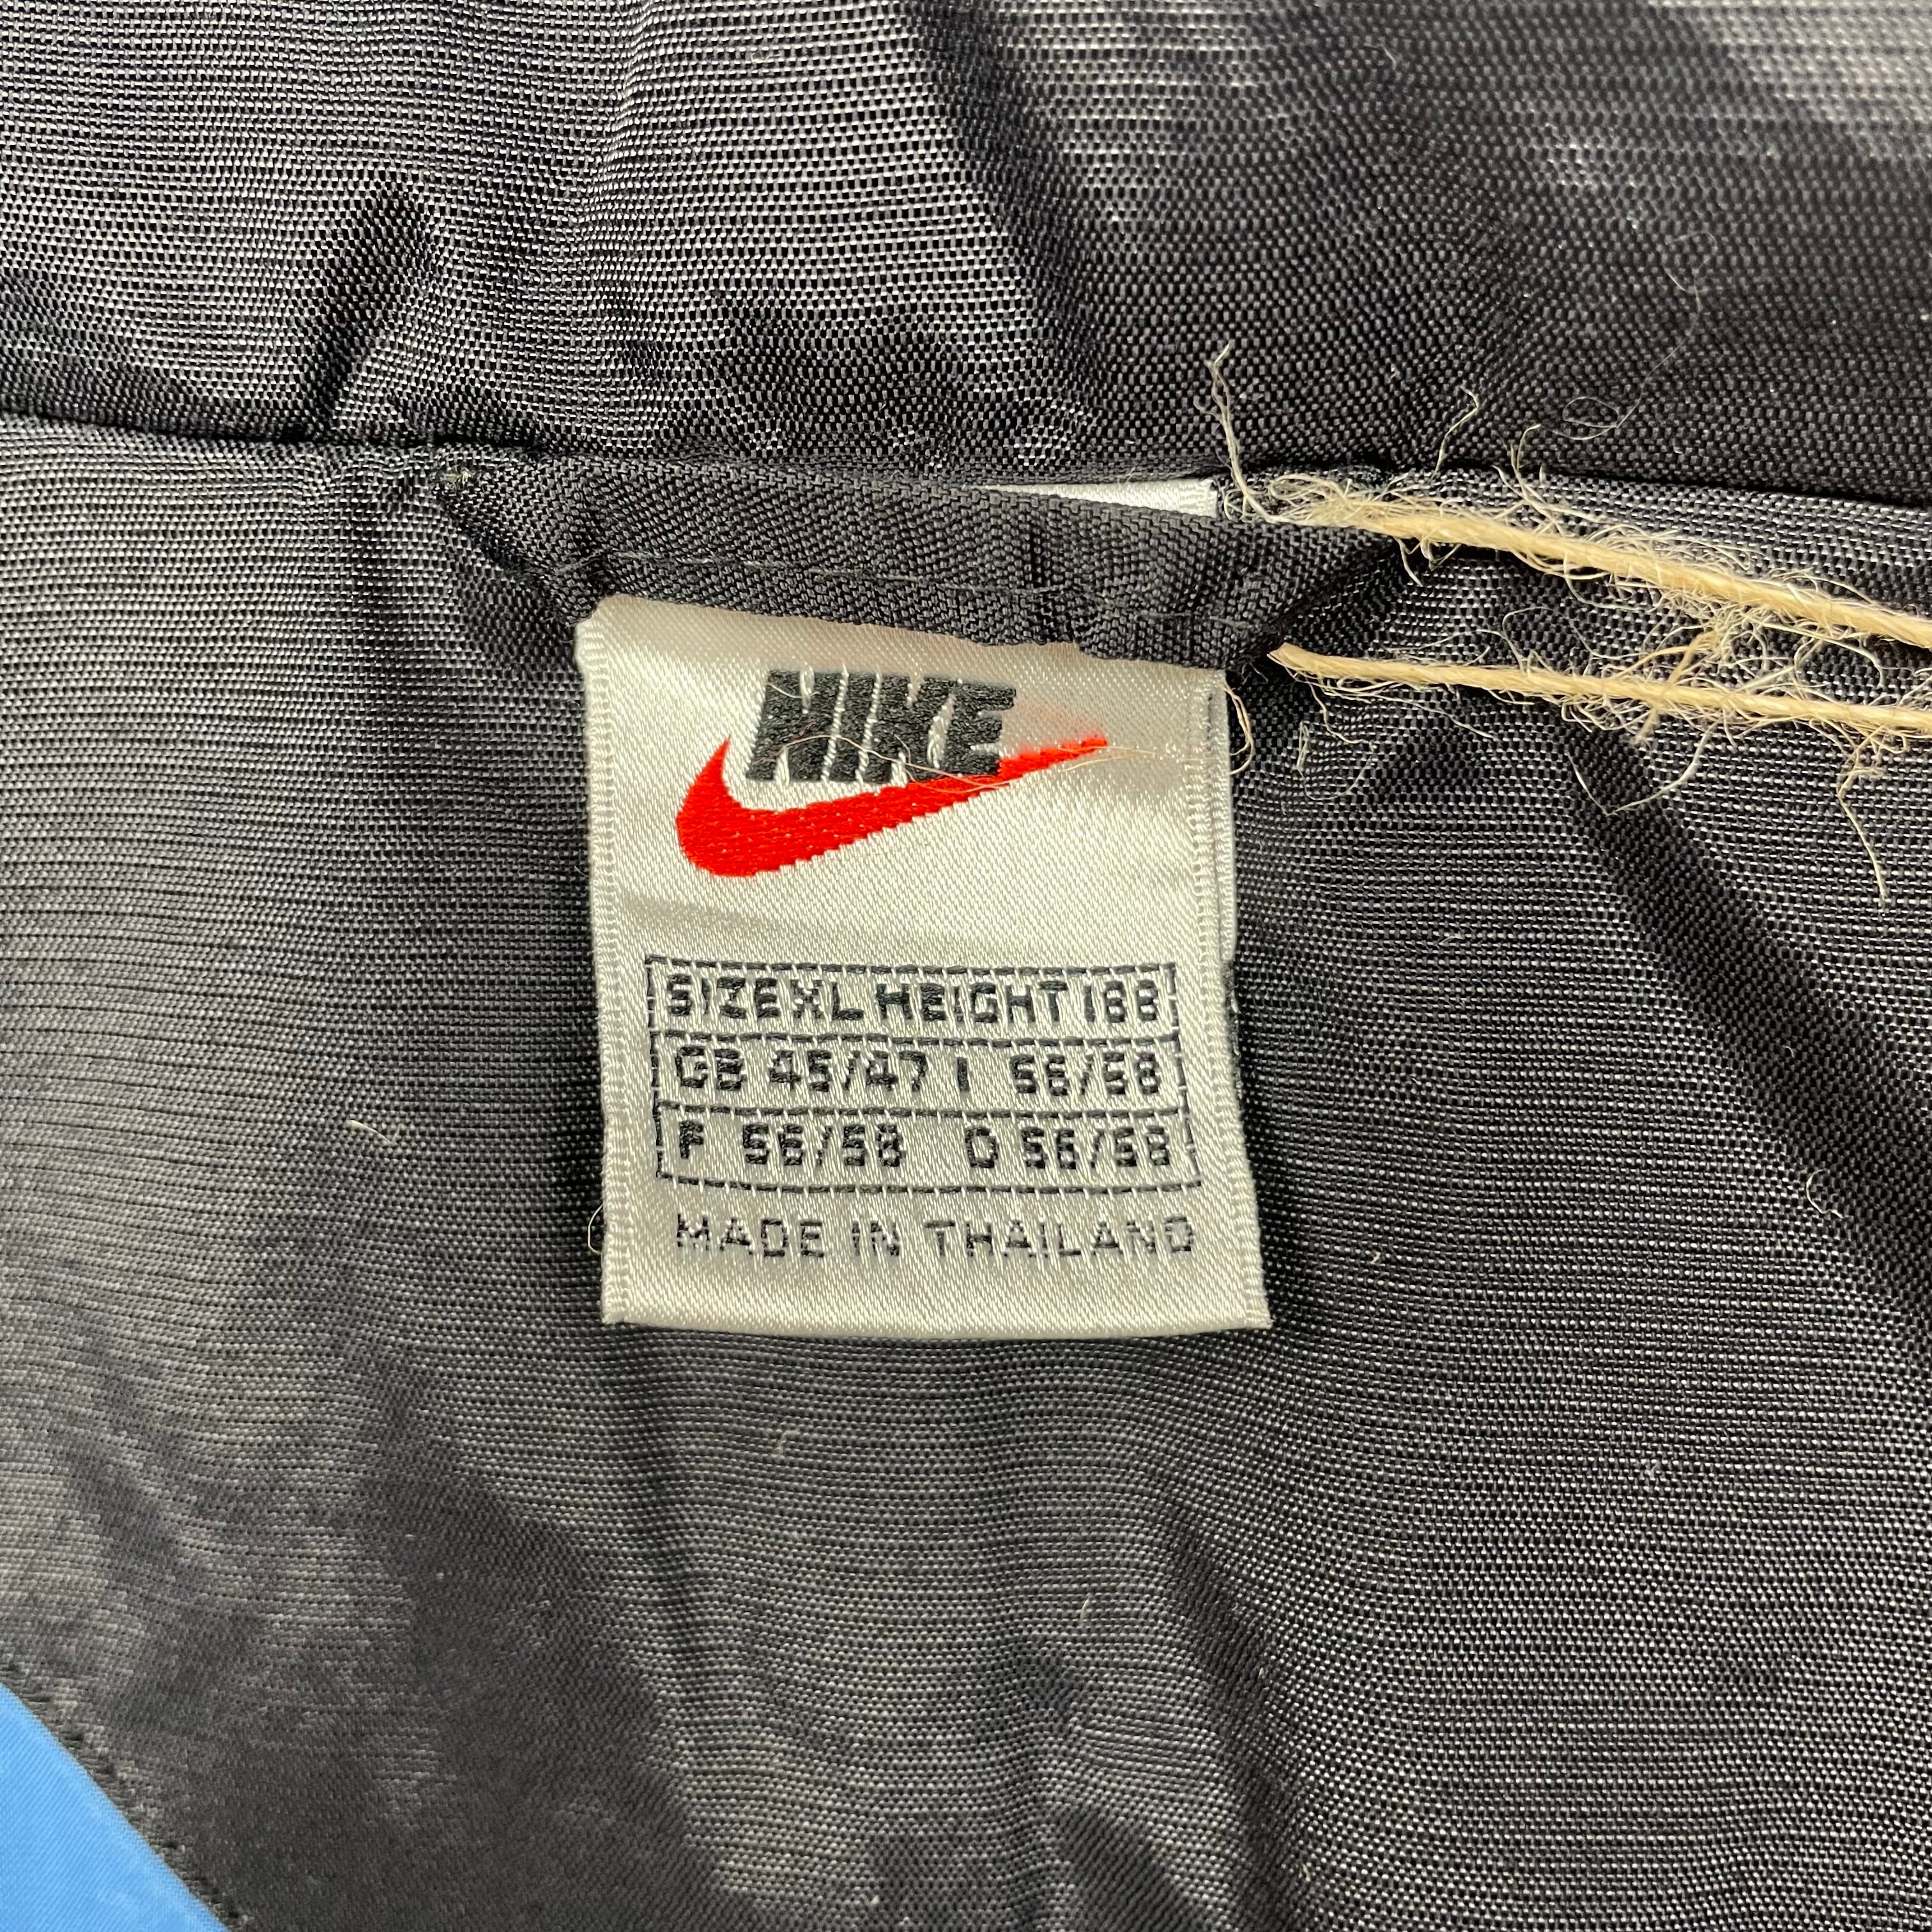 NIKE
SIZE XL HEIGHT 188
GB 45/47 I 56/58
F 56/58 D 56/58
MADE IN THAILAND